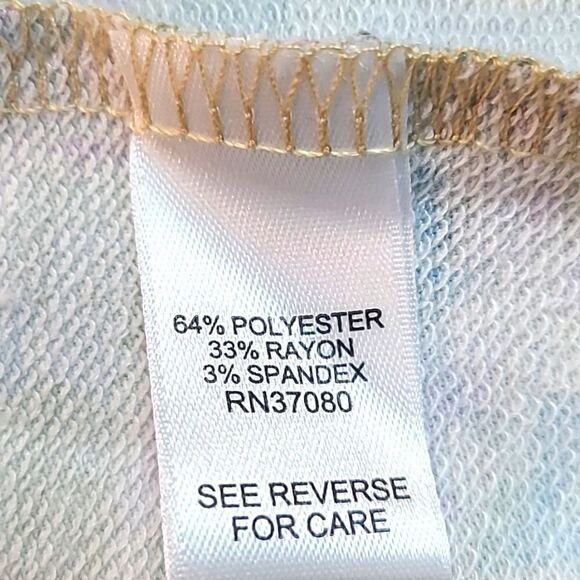 64% POLYESTER
33% RAYON
3% SPANDEX
RN37080
SEE REVERSE
FOR CARE